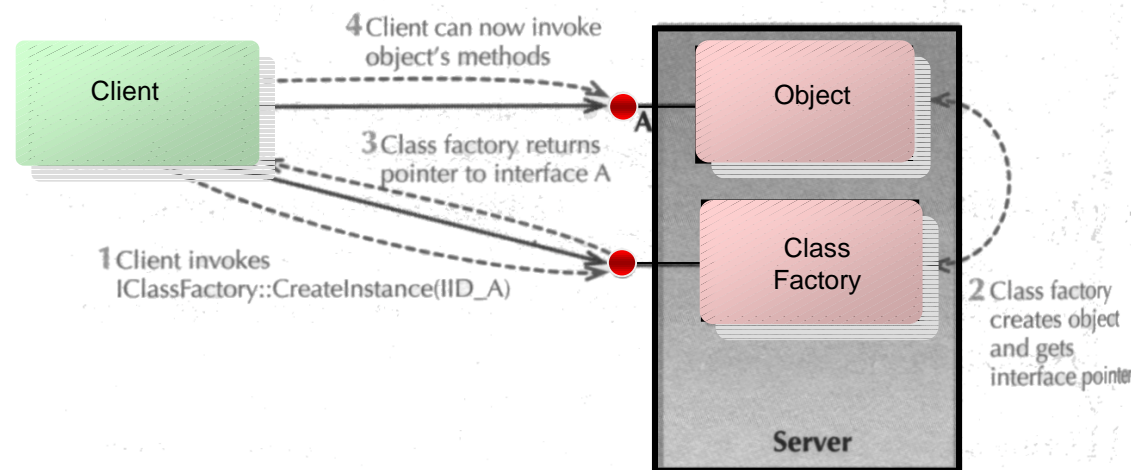 4 Client can now invoke
object's methods
Client
Object
A
3 Class factory returns
pointer to interface A
Class
Factory
1 Client invokes
IClassFactory::CreateInstance(IID_A)
2 Class factory
creates object
and gets
interface pointer
Server